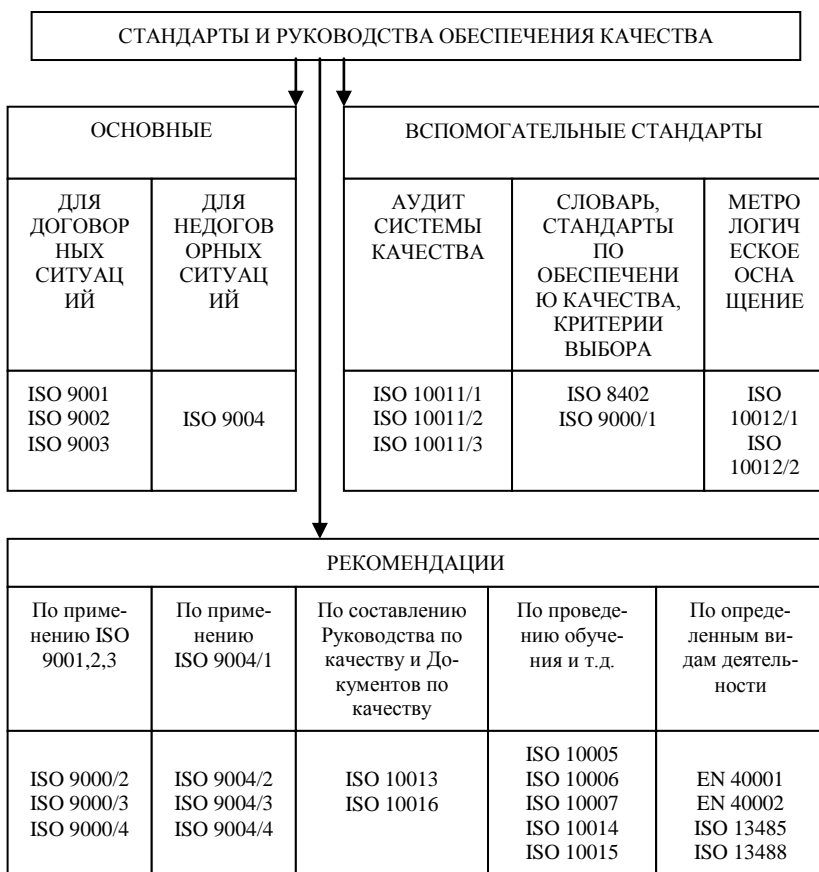 СТАНДАРТЫ И РУКОВОДСТВА ОБЕСПЕЧЕНИЯ КАЧЕСТВА
ОСНОВНЫЕ
ДЛЯ
ДОГОВОР
НЫХ
СИТУАЦ
ИЙ
ДЛЯ
НЕДОГОВ
ОРНЫХ
СИТУАЦ
ИЙ
ISO 9001
ISO 9002
ISO 9003
ISO 9004
ВСПОМОГАТЕЛЬНЫЕ СТАНДАРТЫ
АУДИТ
СИСТЕМЫ
КАЧЕСТВА
СЛОВАРЬ,
СТАНДАРТЫ
ПО
ОБЕСПЕЧЕНИ
Ю КАЧЕСТВА,
КРИТЕРИИ
ВЫБОРА
МЕТРО
ЛОГИЧ
ЕСКОЕ
ОСНА
ЩЕНИЕ
ISO 10011/1
ISO 10011/2
ISO 10011/3
ISO 8402
ISO 9000/1
ISO
10012/1
ISO
10012/2
РЕКОМЕНДАЦИИ
По приме-
нению ISO
9001,2,3
По приме-
нению
ISO 9004/1
По составлению
Руководства по
качеству и До-
кументов по
качеству
По проведе-
нию обуче-
ния и т.д.
По опреде-
ленным ви-
дам деятель-
ности
ISO 9000/2
ISO 9000/3
ISO 9000/4
ISO 9004/2
ISO 9004/3
ISO 9004/4
ISO 10013
ISO 10016
ISO 10005
ISO 10006
ISO 10007
ISO 10014
ISO 10015
EN 40001
EN 40002
ISO 13485
ISO 13488